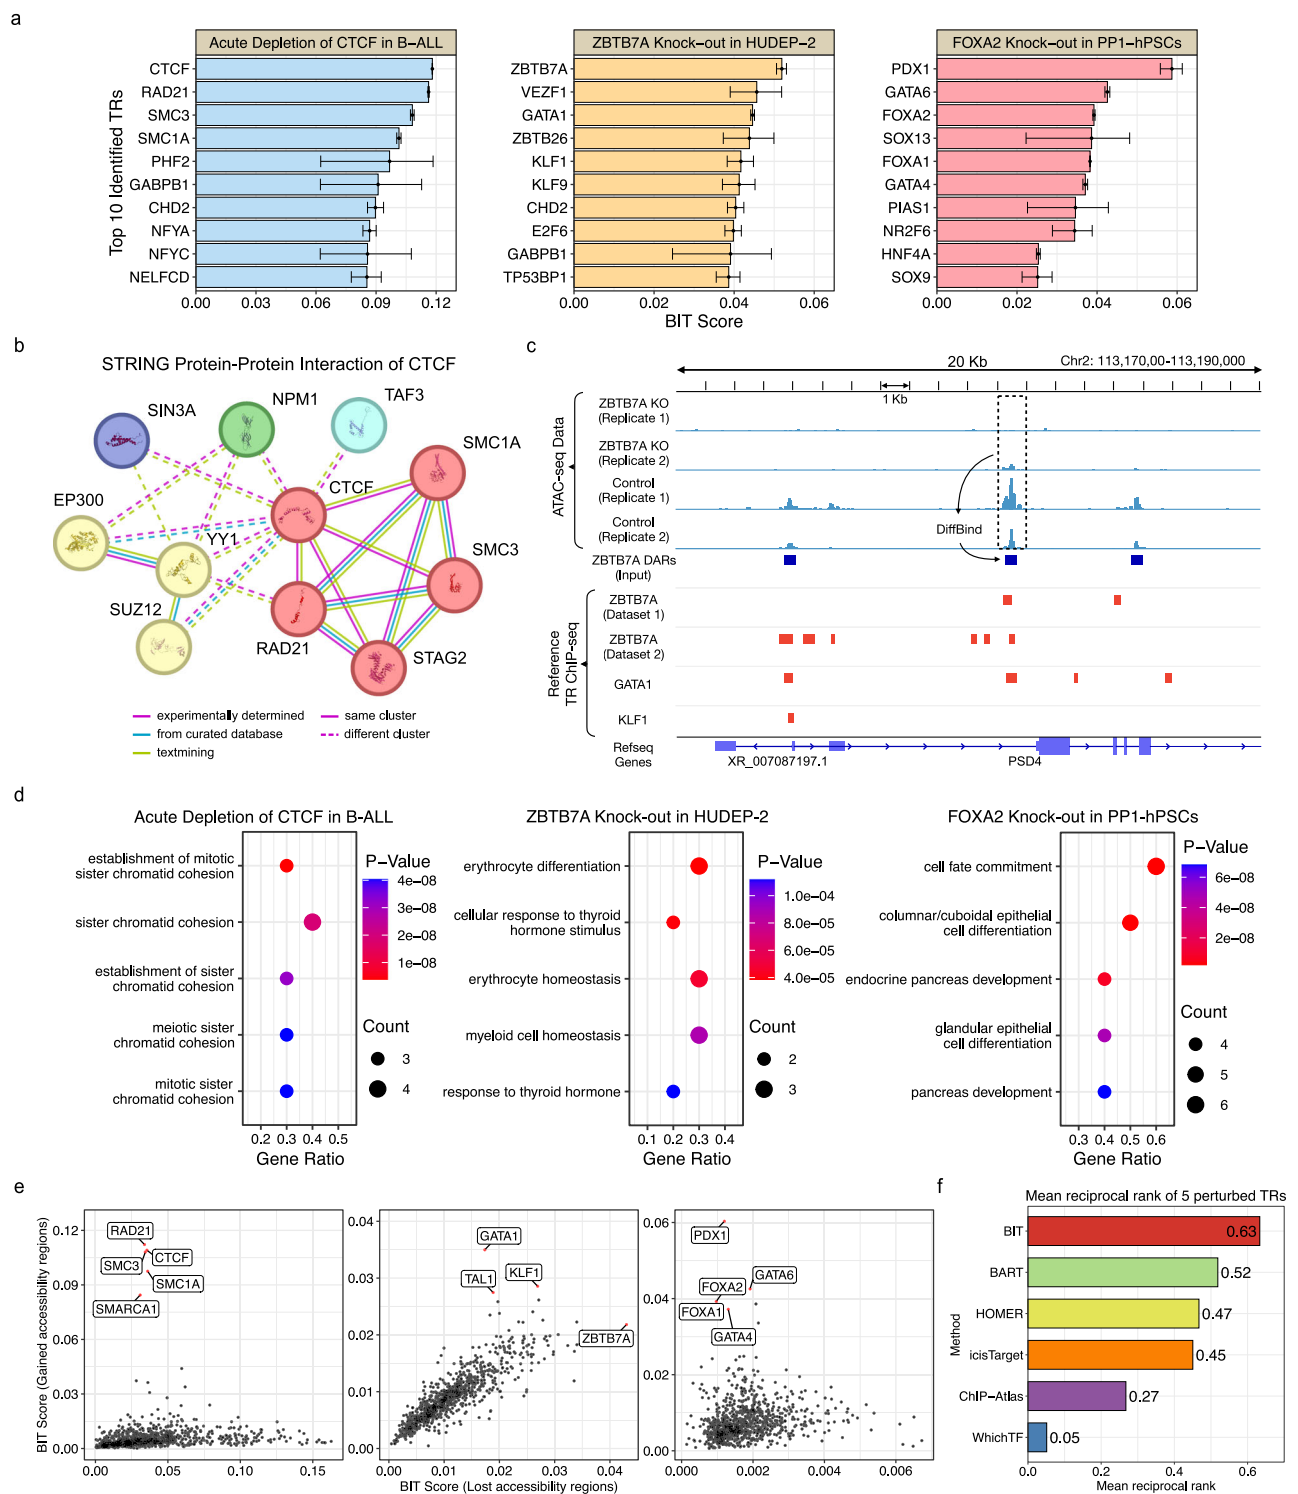 a
Acute Depletion of CTCF in B-ALL
ZBTB7A Knock-out in HUDEP-2
FOXA2 Knock-out in PP1-hPSCs
Top 10 Identified TRs
CTCF
RAD21
SMC3
SMC1A
PHF2
GABPB1
CHD2
NFYA
NFYC
NELFCD
0.00 0.03 0.06 0.09 0.12
ZBTB7A
VEZF1
GATA1
ZBTB26
KLF1
KLF9
CHD2
E2F6
GABPB1
TP53BP1
0.00 0.02 0.04 0.06
PDX1
GATA6
FOXA2
SOX13
FOXA1
GATA4
PIAS1
NR2F6
HNF4A
SOX9
0.00 0.02 0.04 0.06
BIT Score
b
STRING Protein-Protein Interaction of CTCF
SIN3A
NPM1
TAF3
SMC1A
EP300
CTCF
YY1
SMC3
SUZ12
RAD21
STAG2
experimentally determined
from curated database
textmining
same cluster
different cluster
c
20 Kb
Chr2: 113,170,00-113,190,000
1 Kb
ATAC-seq Data
ZBTB7A KO
(Replicate 1)
ZBTB7A KO
(Replicate 2)
Control
(Replicate 1)
Control
(Replicate 2)
DiffBind
ZBTB7A DARs
(Input)
Reference
TR ChIP-seq
ZBTB7A
(Dataset 1)
ZBTB7A
(Dataset 2)
GATA1
KLF1
Refseq
Genes
XR_007087197.1
PSD4
d
Acute Depletion of CTCF in B-ALL
establishment of mitotic
sister chromatid cohesion
sister chromatid cohesion
establishment of sister
chromatid cohesion
meiotic sister
chromatid cohesion
mitotic sister
chromatid cohesion
0.2 0.3 0.4 0.5
Gene Ratio
P-Value
4e-08
3e-08
2e-08
1e-08
Count
3
4
ZBTB7A Knock-out in HUDEP-2
erythrocyte differentiation
cellular response to thyroid
hormone stimulus
erythrocyte homeostasis
myeloid cell homeostasis
response to thyroid hormone
0.1 0.2 0.3 0.4
Gene Ratio
P-Value
1.0e-04
8.0e-05
6.0e-05
4.0e-05
Count
2
3
FOXA2 Knock-out in PP1-hPSCs
cell fate commitment
columnar/cuboidal epithelial
cell differentiation
endocrine pancreas development
glandular epithelial
cell differentiation
pancreas development
0.3 0.4 0.5 0.6
Gene Ratio
P-Value
6e-08
4e-08
2e-08
Count
4
5
6
e
BIT Score (Gained accessibility regions)
0.12
0.09
0.06
0.03
0.00
RAD21
CTCF
SMC3
SMC1A
SMARCA1
0.00 0.05 0.10 0.15
0.04
0.03
0.02
0.01
0.00
GATA1
TAL1
KLF1
ZBTB7A
0.00 0.01 0.02 0.03 0.04
0.06
0.04
0.02
0.00
PDX1
FOXA2
GATA6
FOXA1
GATA4
0.000 0.002 0.004 0.006
BIT Score (Lost accessibility regions)
f
Mean reciprocal rank of 5 perturbed TRs
Method
BIT
0.63
BART
0.52
HOMER
0.47
icisTarget
0.45
ChIP-Atlas
0.27
WhichTF
0.05
0.0 0.2 0.4 0.6
Mean reciprocal rank